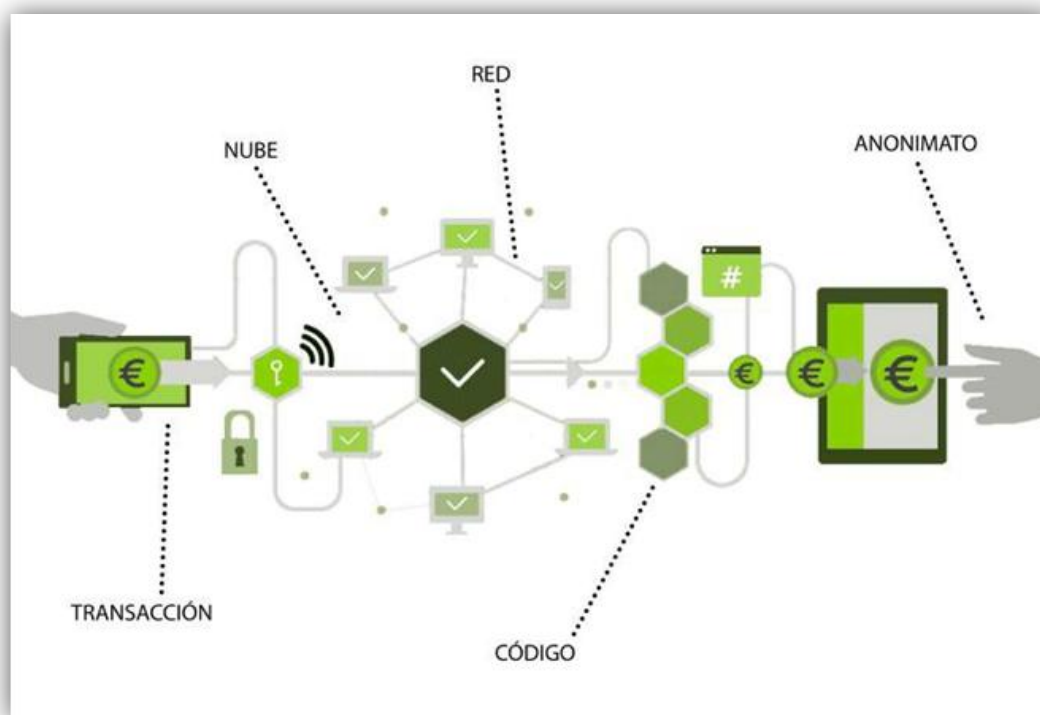 RED
NUBE
ANONIMATO
#
€
€
€
€
TRANSACCIÓN
CÓDIGO